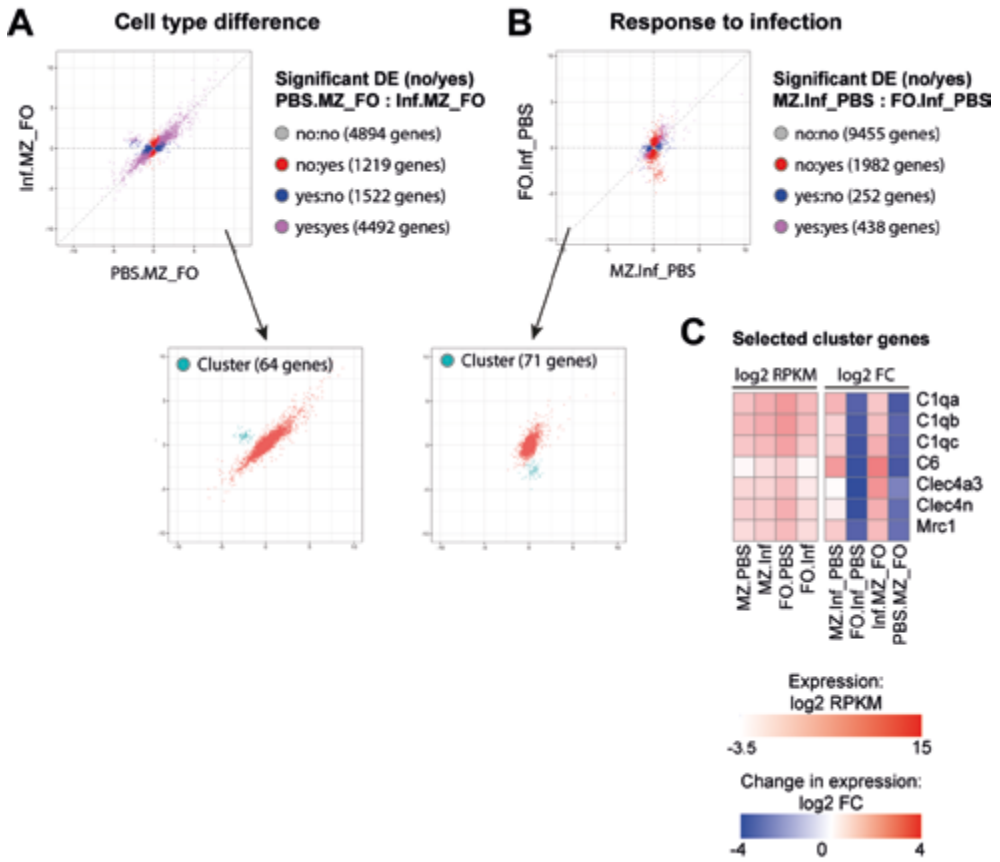 A
Cell type difference
Inf.MZ_FO
PBS.MZ_FO
Significant DE (no/yes)
PBS.MZ_FO : Inf.MZ_FO
no:no (4894 genes)
no:yes (1219 genes)
yes:no (1522 genes)
yes:yes (4492 genes)
B
Response to infection
FO.Inf_PBS
MZ.Inf_PBS
Significant DE (no/yes)
MZ.Inf_PBS : FO.Inf_PBS
no:no (9455 genes)
no:yes (1982 genes)
yes:no (252 genes)
yes:yes (438 genes)
Cluster (64 genes)
Cluster (71 genes)
C
Selected cluster genes
log2 RPKM
log2 FC
C1qa
C1qb
C1qc
C6
Clec4a3
Clec4n
Mrc1
MZ.PBS
MZ.Inf
FO.PBS
FO.Inf
MZ.Inf_PBS
FO.Inf_PBS
Inf.MZ_FO
PBS.MZ_FO
Expression:
log2 RPKM
-3.5
15
Change in expression:
log2 FC
-4
0
4